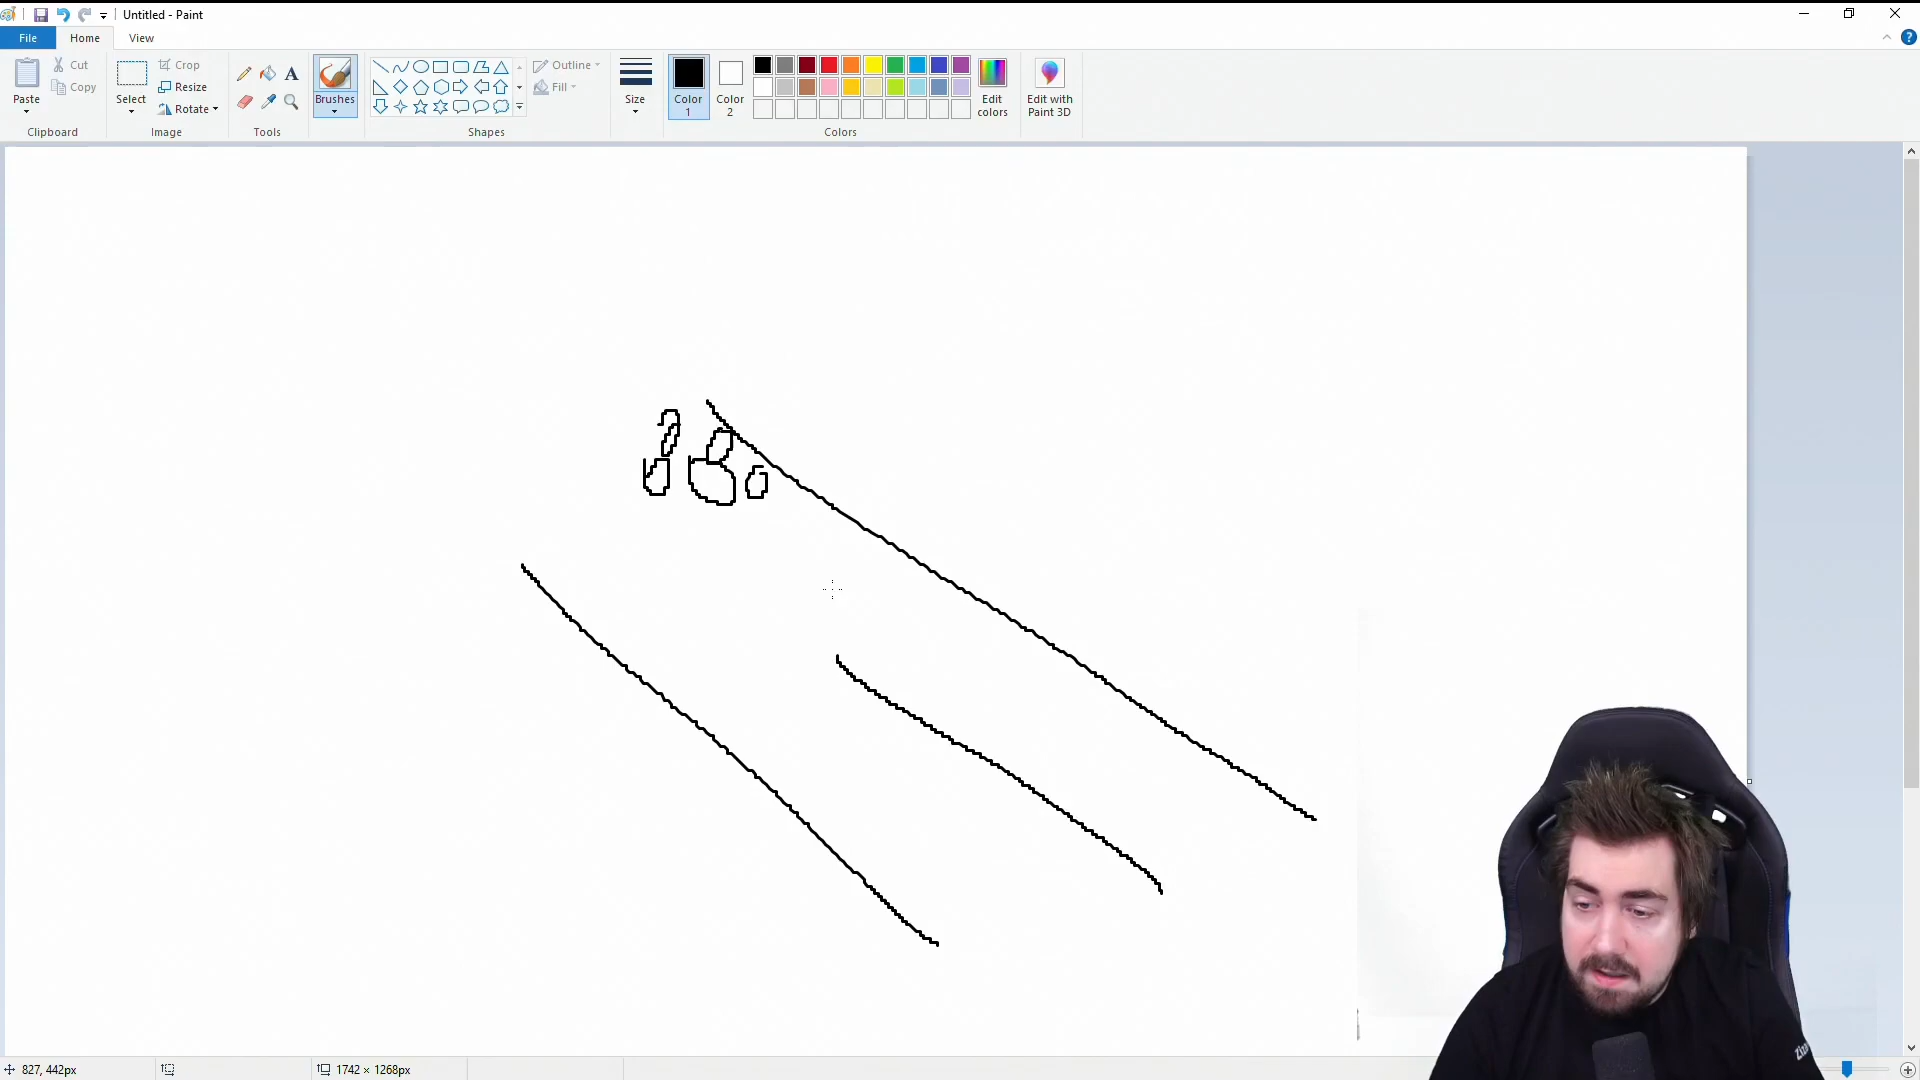 Untitled - Paint
File
Home
View
Paste
Cut
Copy
Clipboard
Select
Crop
Resize
Rotate
Image
Tools
Brushes
Shapes
Outline
Fill
Size
Color 1
Color 2
Colors
Edit colors
Edit with Paint 3D
827, 442px
1742 × 1268px